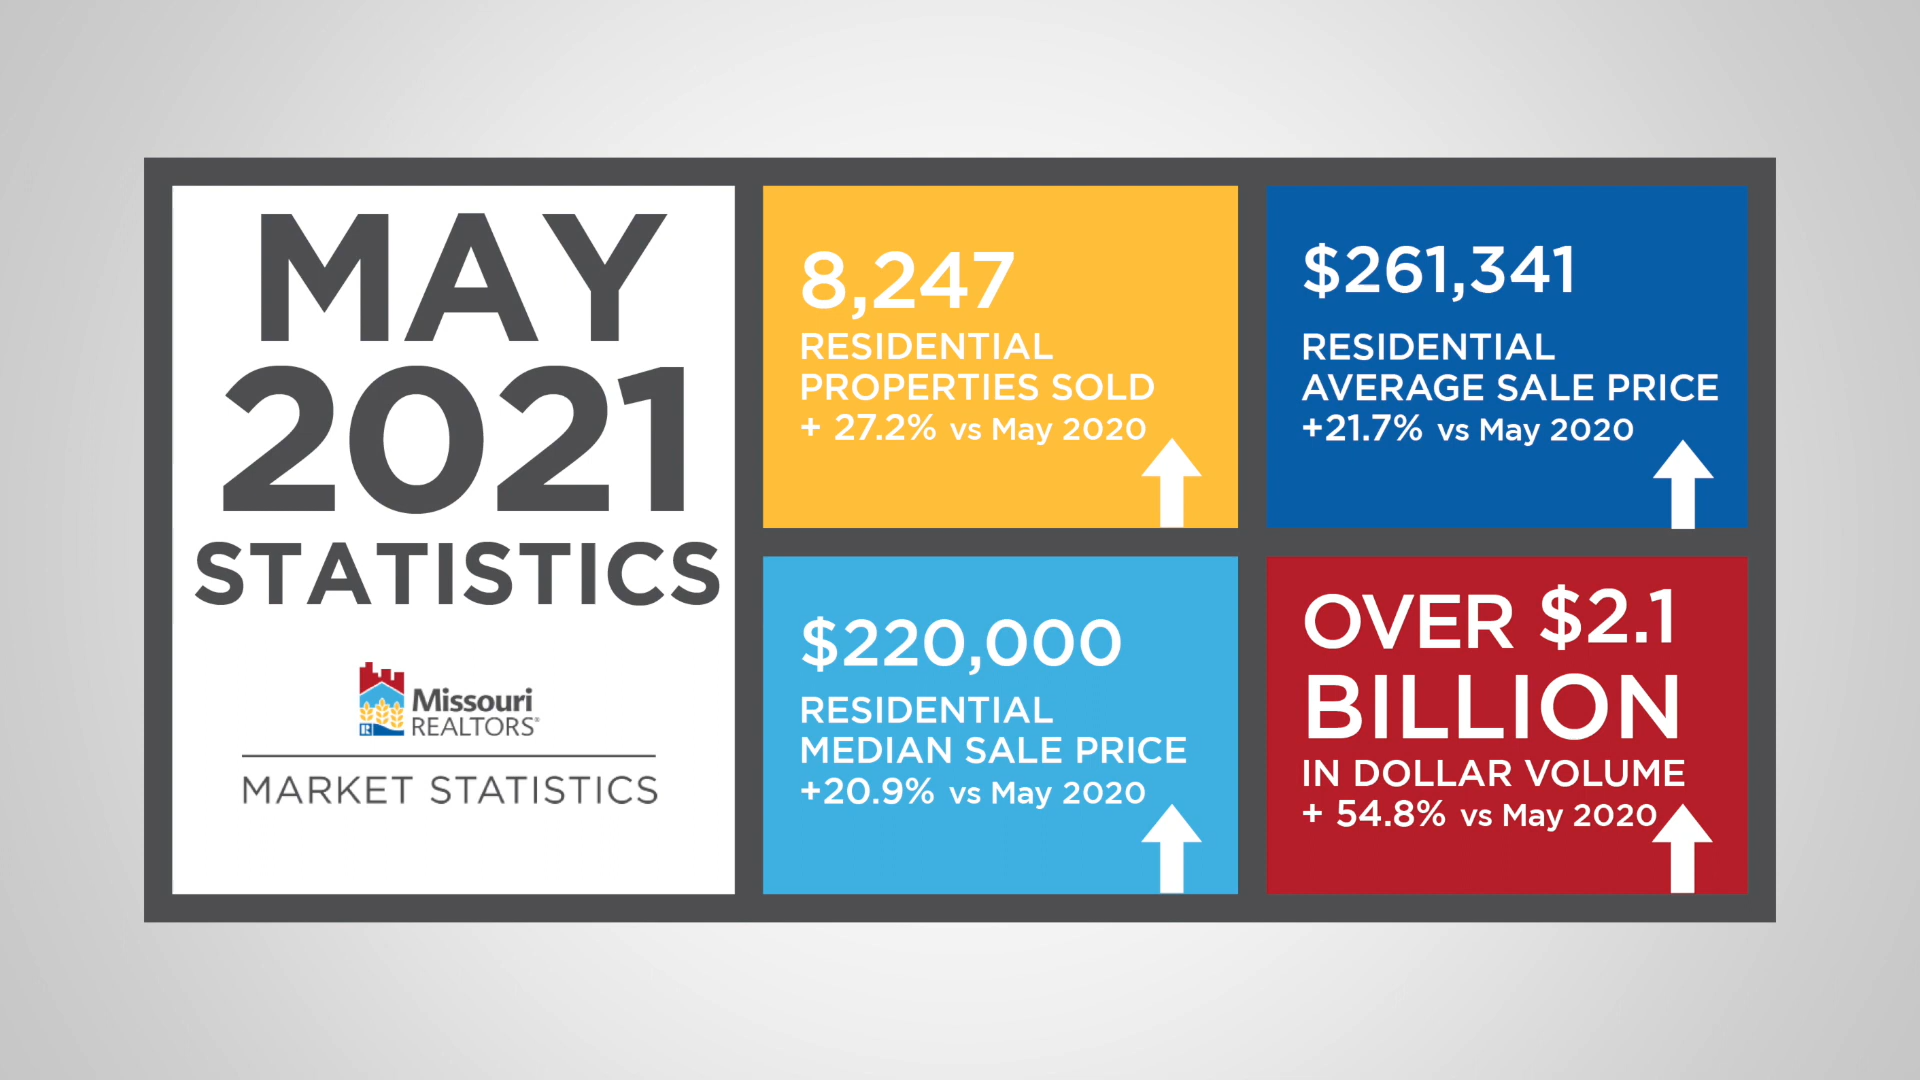 MAY
2021
STATISTICS
Missouri
REALTORS®
MARKET STATISTICS
8,247
RESIDENTIAL
PROPERTIES SOLD
+ 27.2% vs May 2020
$261,341
RESIDENTIAL
AVERAGE SALE PRICE
+21.7% vs May 2020
$220,000
RESIDENTIAL
MEDIAN SALE PRICE
+20.9% vs May 2020
OVER $2.1
BILLION
IN DOLLAR VOLUME
+ 54.8% vs May 2020